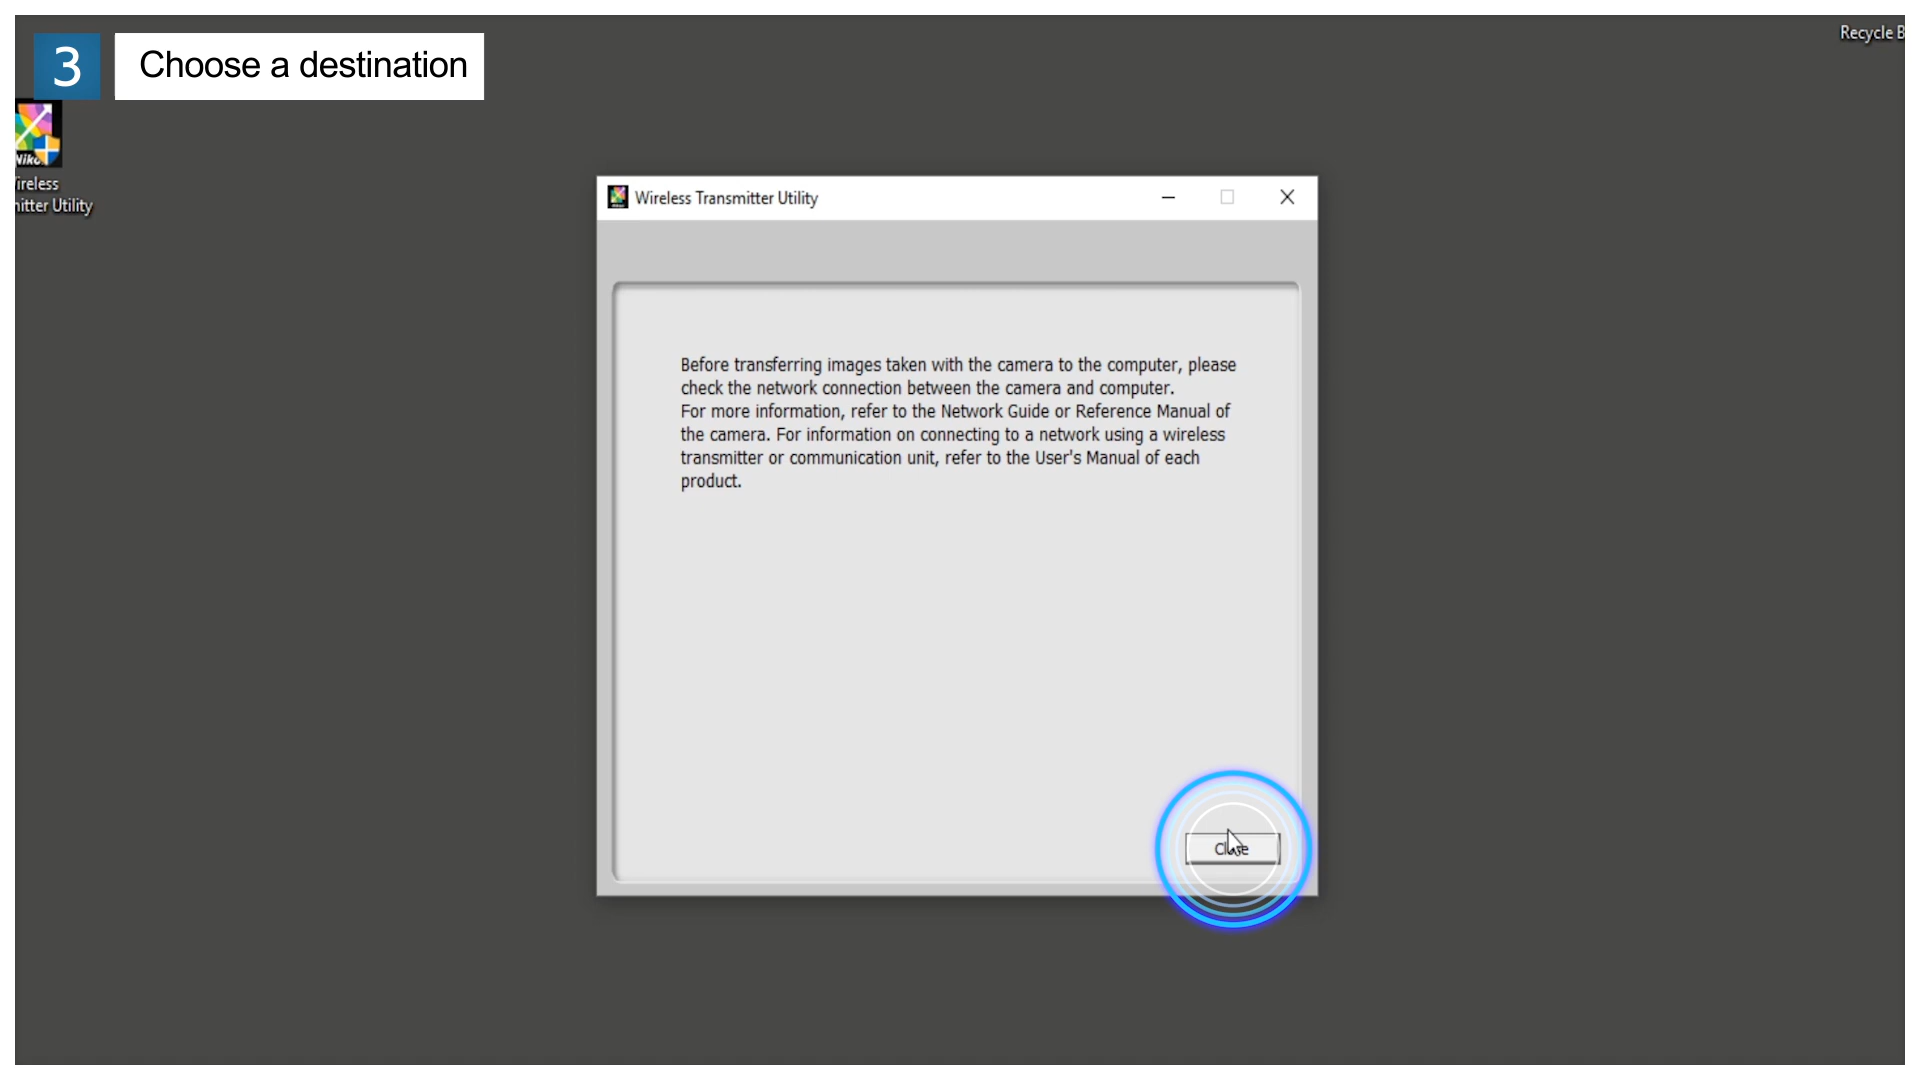 3 Choose a destination
Recycle B
Niko
ireless
nitter Utility
Wireless Transmitter Utility
Before transferring images taken with the camera to the computer, please
check the network connection between the camera and computer.
For more information, refer to the Network Guide or Reference Manual of
the camera. For information on connecting to a network using a wireless
transmitter or communication unit, refer to the User's Manual of each
product.
Close